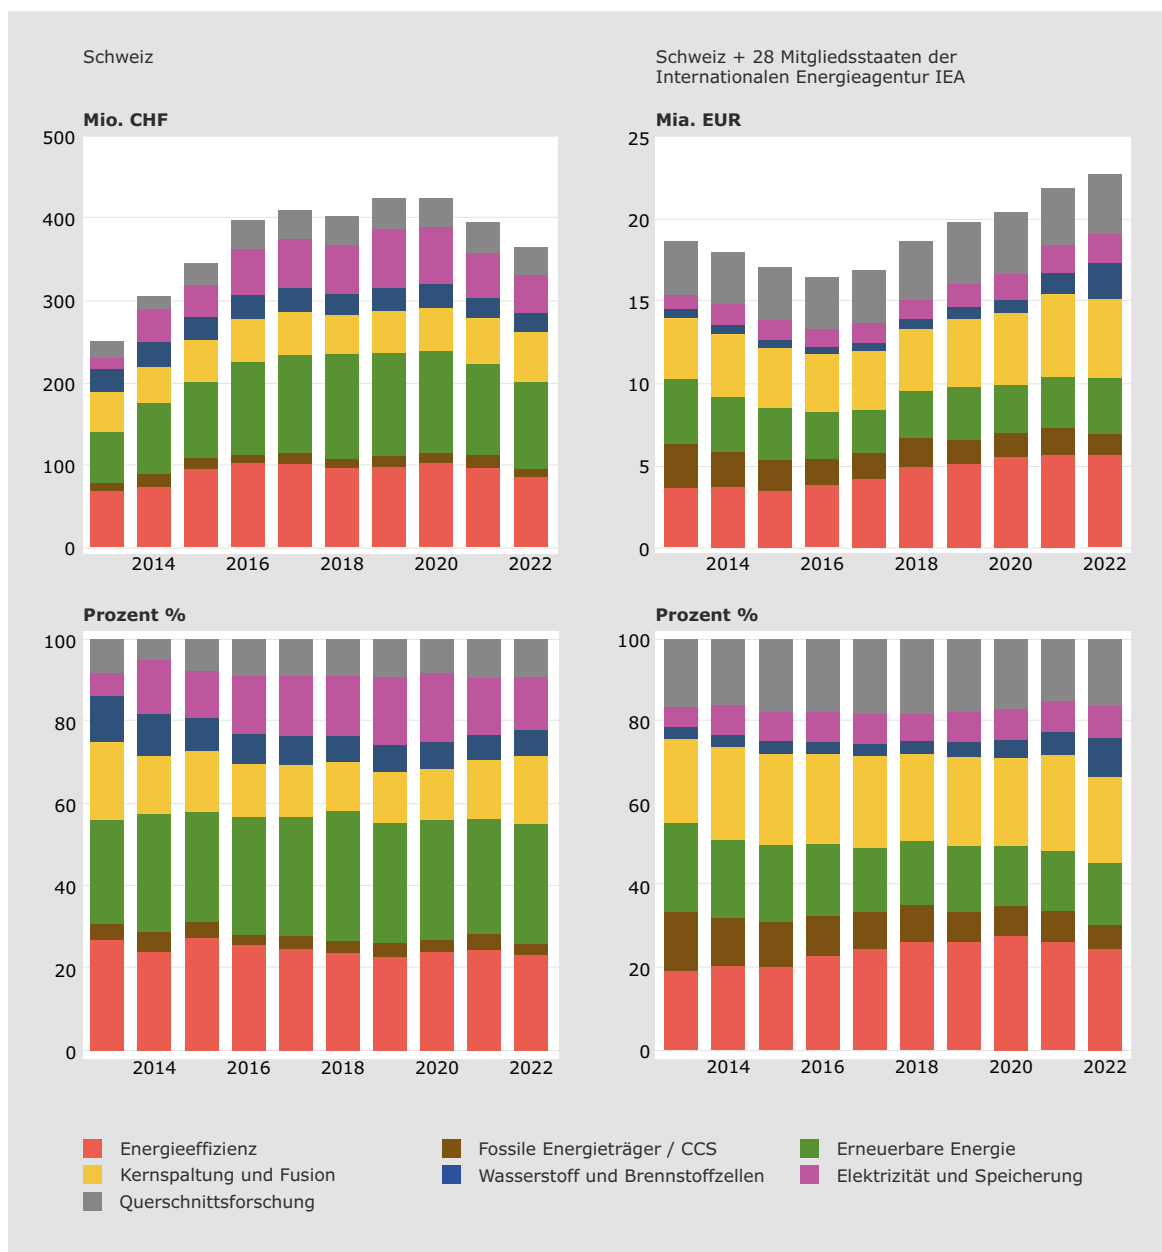 Schweiz
Schweiz + 28 Mitgliedsstaaten der
Internationalen Energieagentur IEA
Mio. CHF
500
400
300
200
100
0
2014 2016 2018 2020 2022
Mia. EUR
25
20
15
10
5
0
2014 2016 2018 2020 2022
Prozent %
100
80
60
40
20
0
2014 2016 2018 2020 2022
Prozent %
100
80
60
40
20
0
2014 2016 2018 2020 2022
Energieeffizienz
Fossile Energieträger / CCS
Erneuerbare Energie
Kernspaltung und Fusion
Wasserstoff und Brennstoffzellen
Elektrizität und Speicherung
Querschnittsforschung